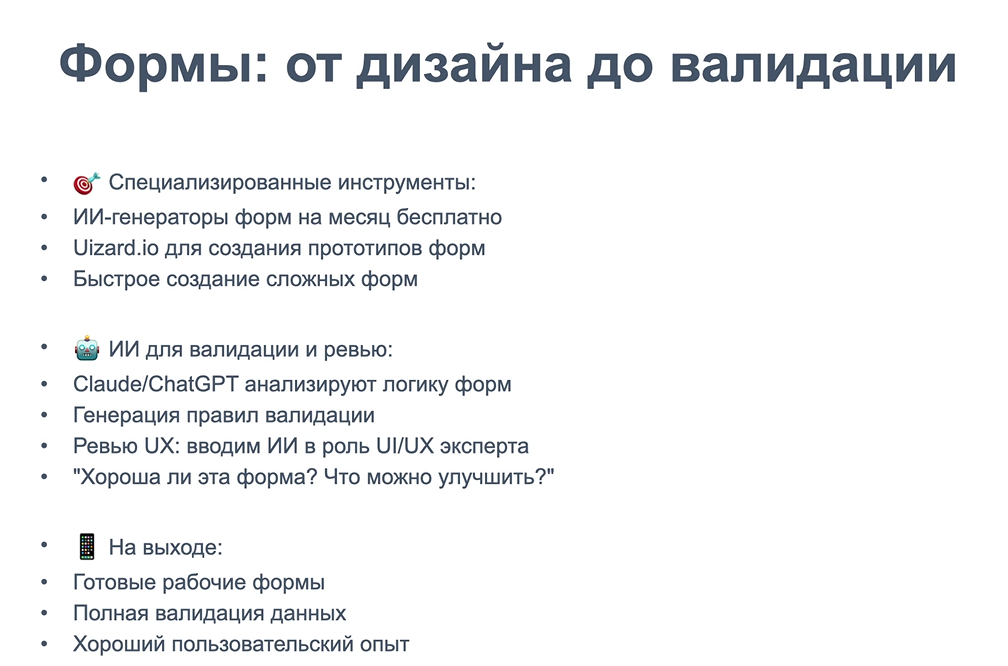 Формы: от дизайна до валидации
• 🎯 Специализированные инструменты:
• ИИ-генераторы форм на месяц бесплатно
• Uizard.io для создания прототипов форм
• Быстрое создание сложных форм
• 🤖 ИИ для валидации и ревью:
• Claude/ChatGPT анализируют логику форм
• Генерация правил валидации
• Ревью UX: вводим ИИ в роль UI/UX эксперта
• "Хороша ли эта форма? Что можно улучшить?"
• 📱 На выходе:
• Готовые рабочие формы
• Полная валидация данных
• Хороший пользовательский опыт